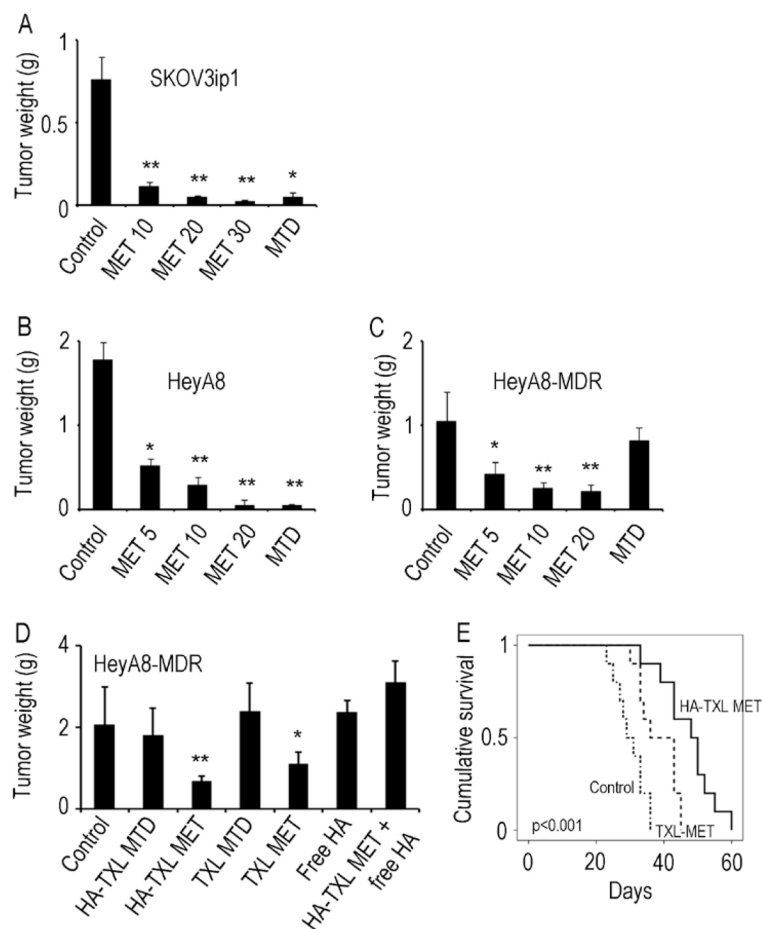 A
Tumor weight (g)
1
0.5
0
SKOV3ip1
**
**
**
*
Control
MET 10
MET 20
MET 30
MTD
B
Tumor weight (g)
2
1
0
HeyA8
*
**
**
**
Control
MET 5
MET 10
MET 20
MTD
C
Tumor weight (g)
2
1
0
HeyA8-MDR
*
**
**
Control
MET 5
MET 10
MET 20
MTD
D
Tumor weight (g)
4
2
0
HeyA8-MDR
**
*
Control
HA-TXL MTD
HA-TXL MET
TXL MTD
TXL MET
Free HA
HA-TXL MET +
free HA
E
Cumulative survival
1
0.5
0
HA-TXL MET
Control
TXL-MET
p<0.001
0
20
40
60
Days